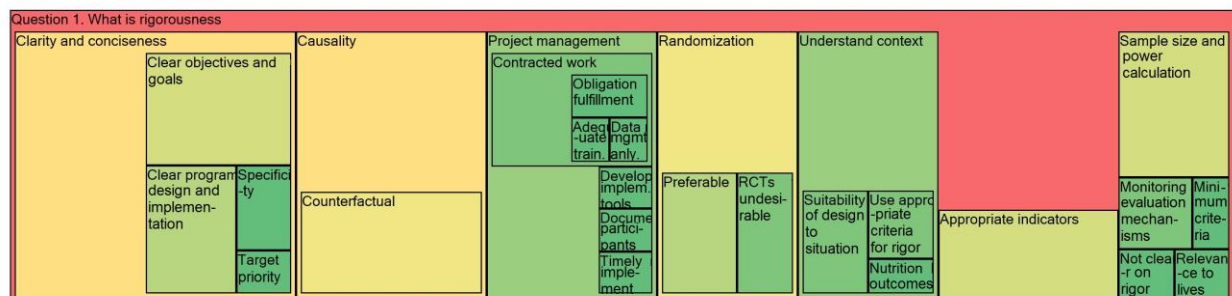 Question 1. What is rigorousness
Clarity and conciseness
Clear objectives and
goals
Clear program
design and
implemen-
tation
Specifici
-ty
Target
priority
Causality
Counterfactual
Project management
Contracted work
Obligation
fulfillment
Adeq
-uate
train.
Data
mgmt
anly.
Develop
implem.
tools
Docume
partici-
pants
Timely
imple-
ment
Randomization
Preferable
RCTs
undesi-
rable
Understand context
Suitability
of design
to
situation
Use appro
-priate
criteria
for rigor
Nutrition
outcomes
Appropriate indicators
Sample size and
power
calculation
Monitoring
evaluation
mechan-
isms
Mini-
mum
crite-
ria
Not clea
-r on
rigor
Relevan
-ce to
lives